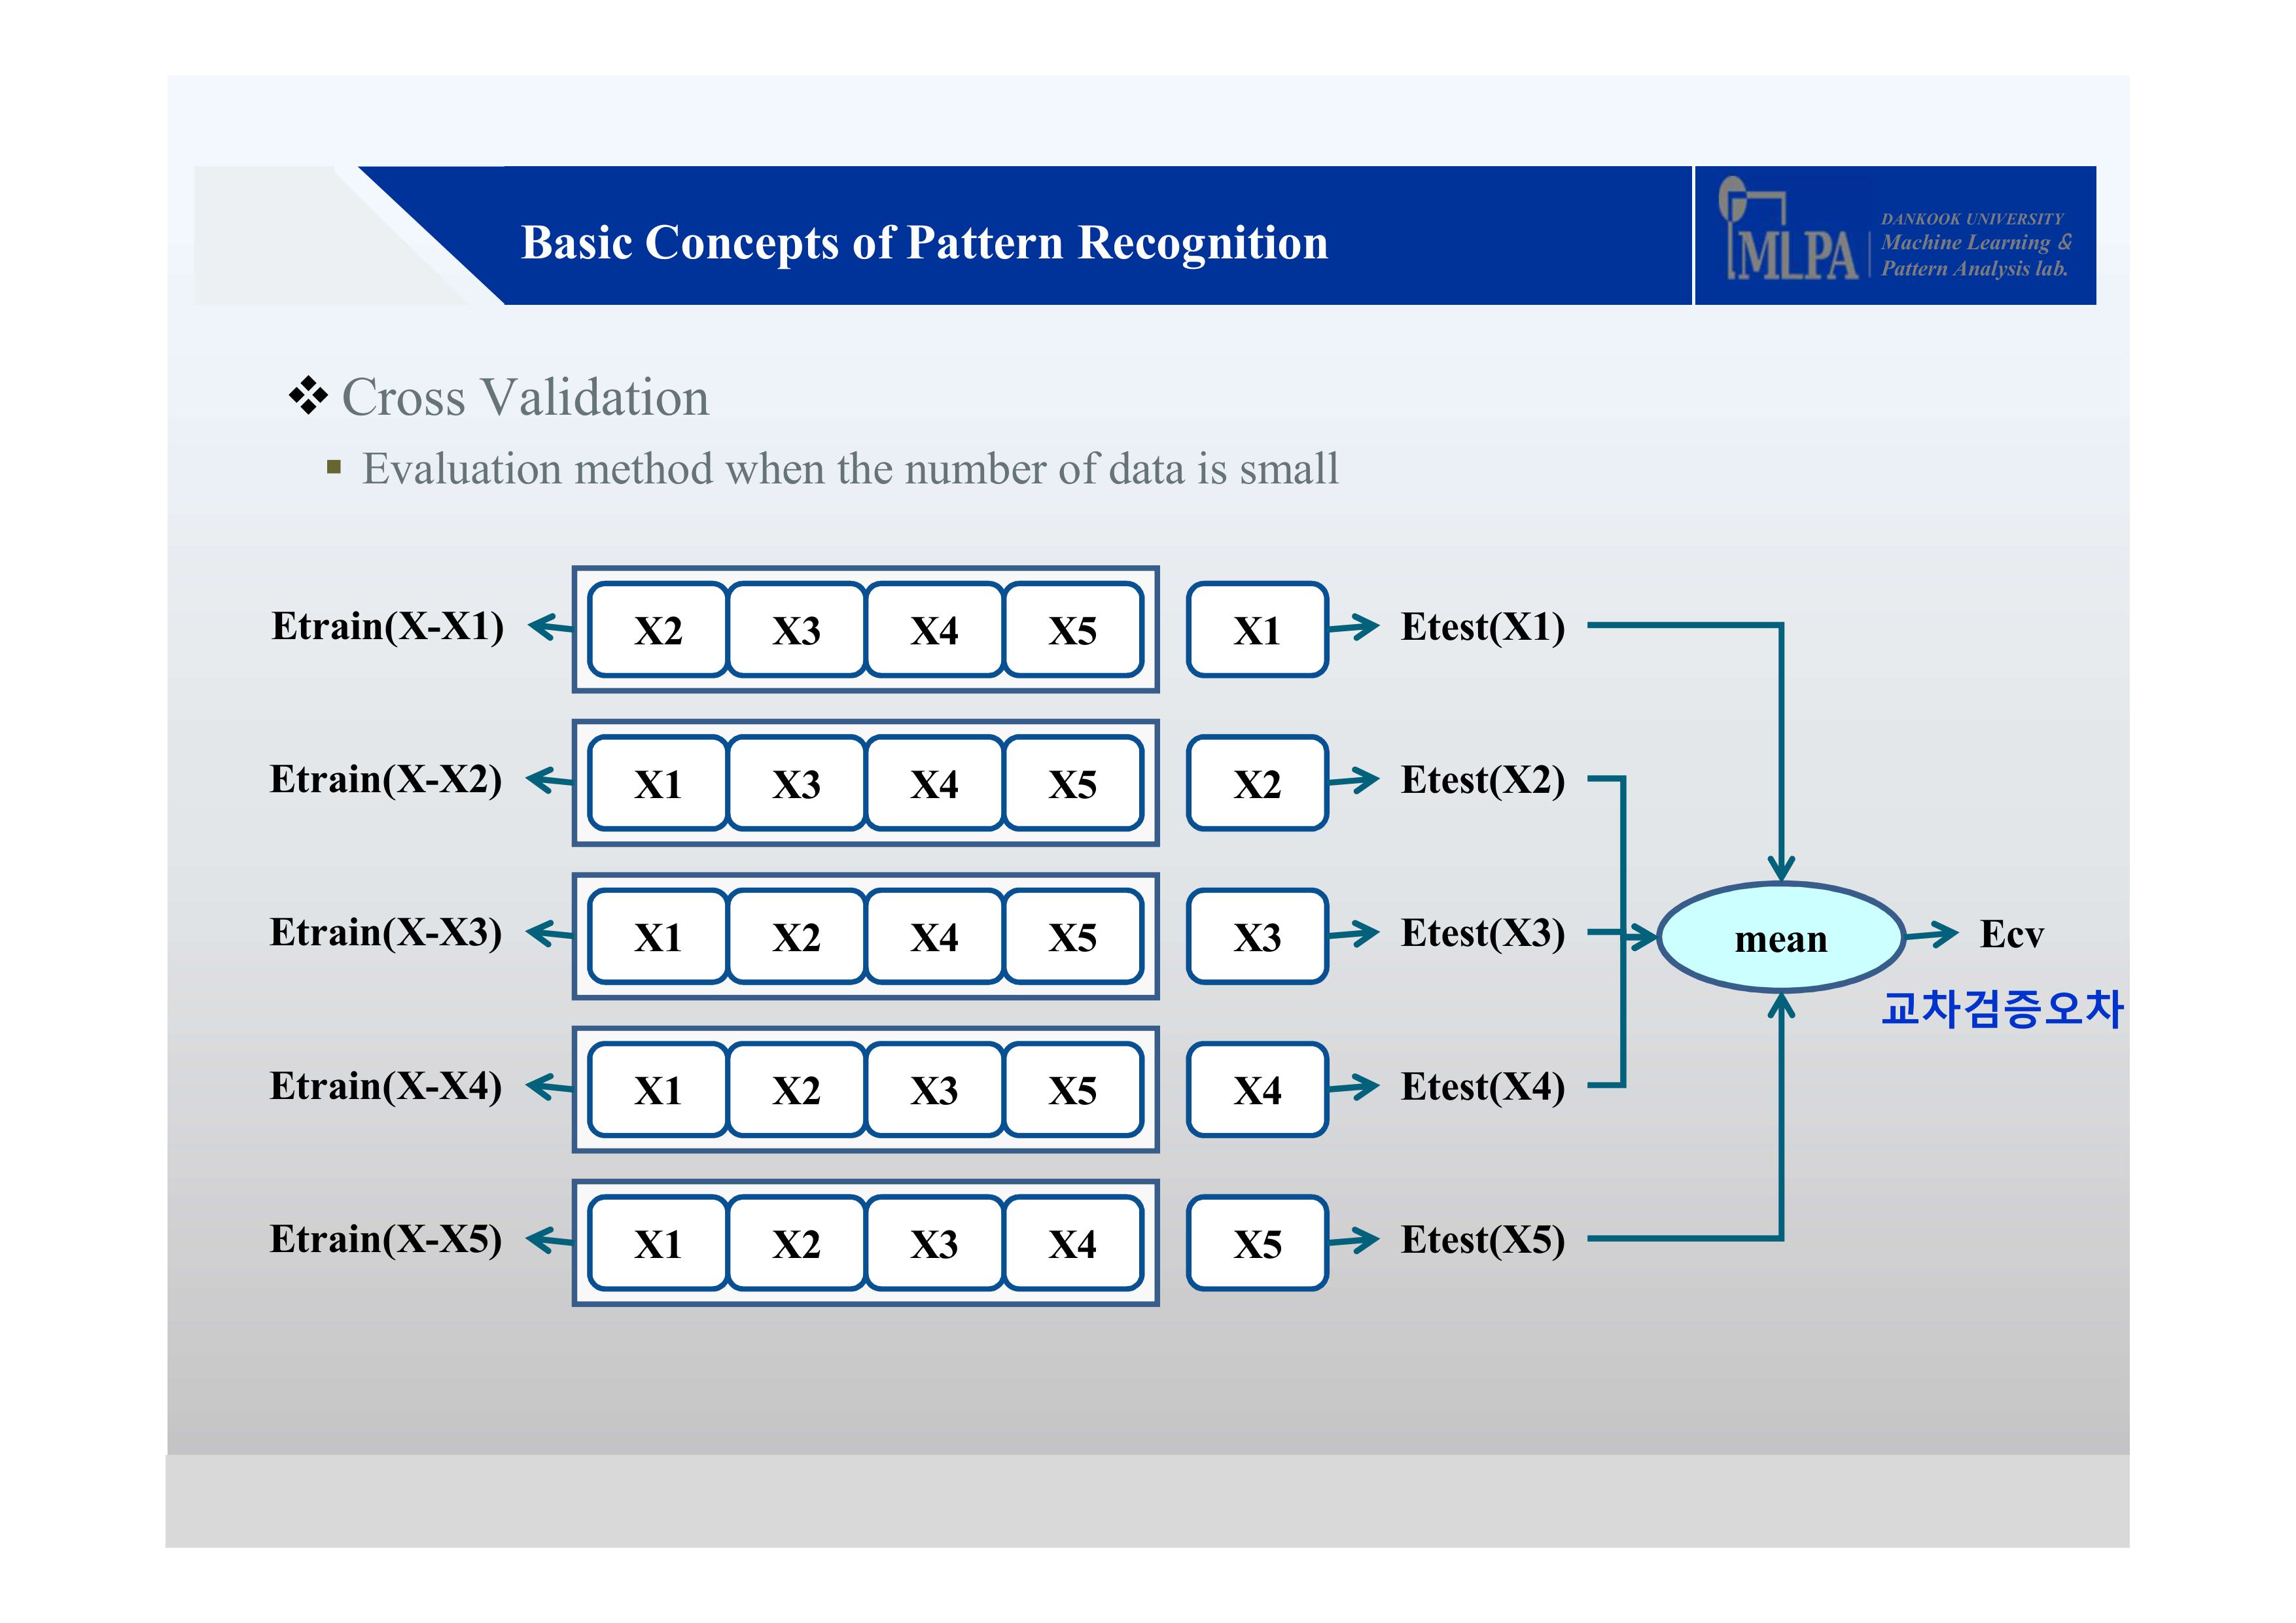 Basic Concepts of Pattern Recognition
MLPA
DANKOOK UNIVERSITY
Machine Learning &
Pattern Analysis lab.
Cross Validation
Evaluation method when the number of data is small
Etrain(X-X1) X2 X3 X4 X5 X1 Etest(X1)
Etrain(X-X2) X1 X3 X4 X5 X2 Etest(X2)
Etrain(X-X3) X1 X2 X4 X5 X3 Etest(X3) mean Ecv
교차검증오차
Etrain(X-X4) X1 X2 X3 X5 X4 Etest(X4)
Etrain(X-X5) X1 X2 X3 X4 X5 Etest(X5)